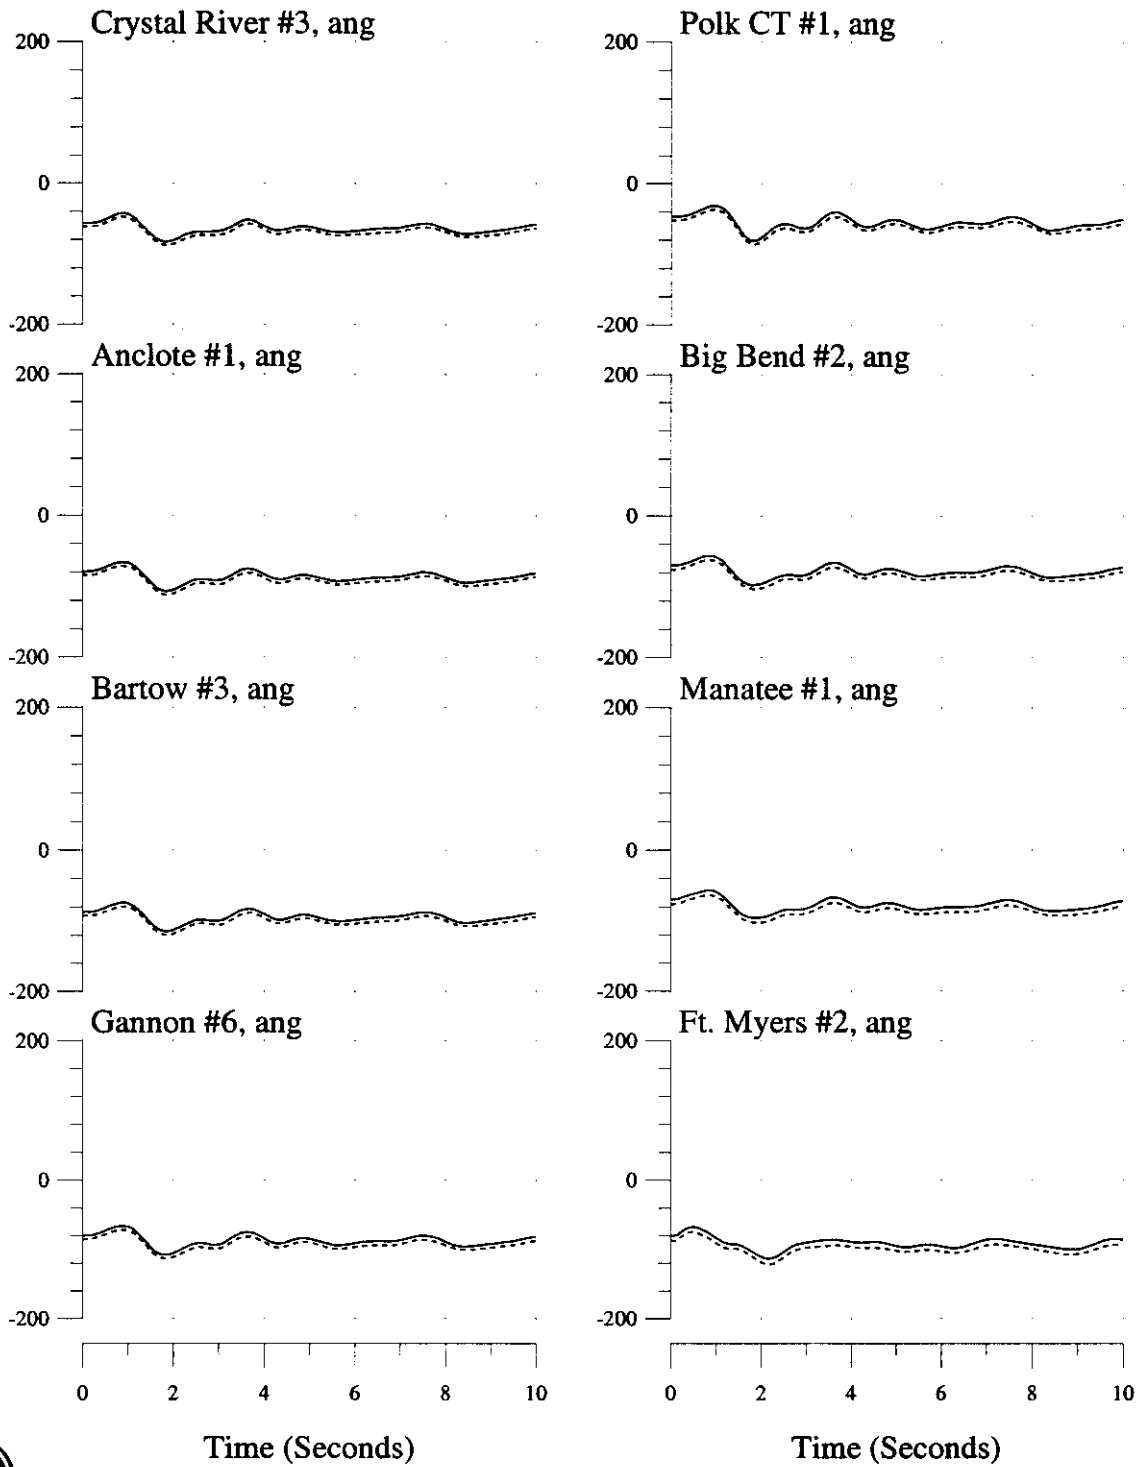 Crystal River #3, ang
200
0
-200
Anclote #1, ang
200
0
-200
Bartow #3, ang
200
0
-200
Gannon #6, ang
200
0
-200
0 2 4 6 8 10
Time (Seconds)
Polk CT #1, ang
200
0
-200
Big Bend #2, ang
200
0
-200
Manatee #1, ang
200
0
-200
Ft. Myers #2, ang
200
0
-200
0 2 4 6 8 10
Time (Seconds)